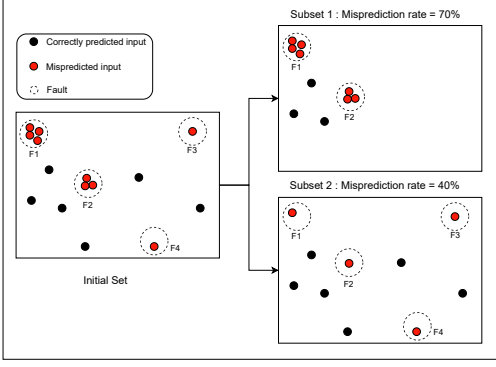 Subset 1 : Misprediction rate = 70%
Correctly predicted input
Mispredicted input
Fault
F1
F2
F1
F3
F2
F4
Initial Set
Subset 2 : Misprediction rate = 40%
F1
F3
F2
F4